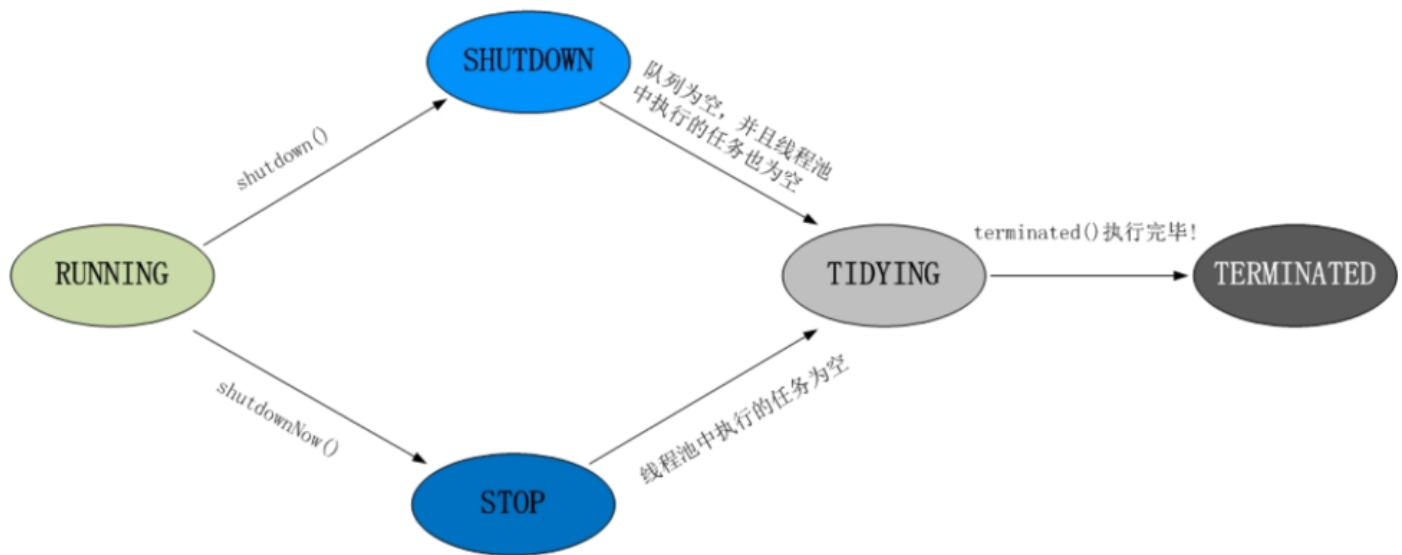 SHUTDOWN
队列为空，并且线程池
中执行的任务也为空
shutdown()
RUNNING
TIDYING
terminated()执行完毕!
TERMINATED
shutdownNow()
线程池中执行的任务为空
STOP